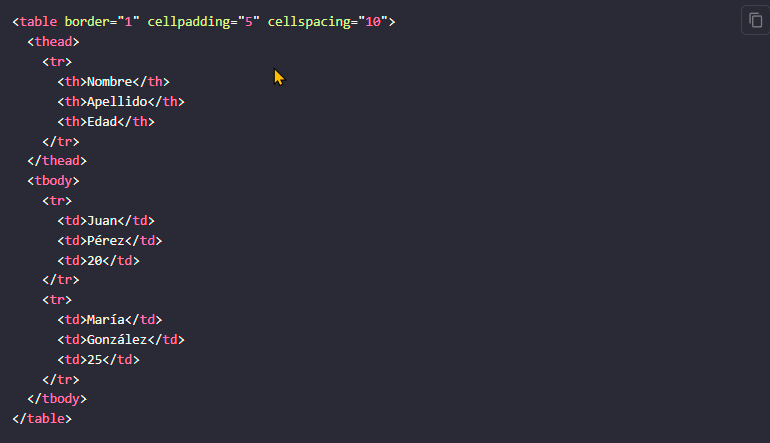 <table border="1" cellpadding="5" cellspacing="10">
  <thead>
    <tr>
      <th>Nombre</th>
      <th>Apellido</th>
      <th>Edad</th>
    </tr>
  </thead>
  <tbody>
    <tr>
      <td>Juan</td>
      <td>Pérez</td>
      <td>20</td>
    </tr>
    <tr>
      <td>María</td>
      <td>González</td>
      <td>25</td>
    </tr>
  </tbody>
</table>